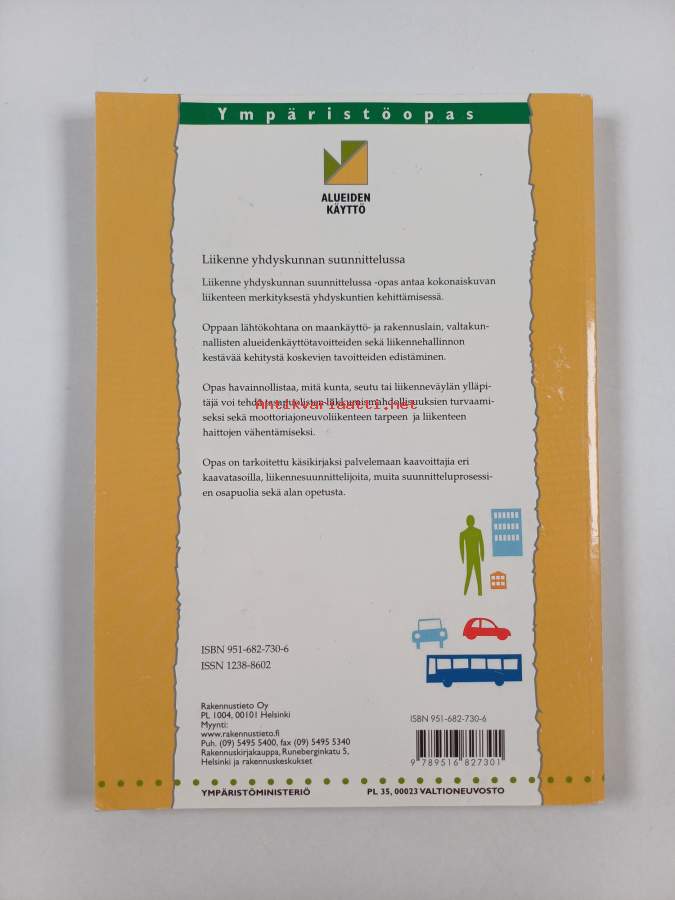 Ympäristöopas
ALUEIDEN
KÄYTTÖ
Liikenne yhdyskunnan suunnittelussa
Liikenne yhdyskunnan suunnittelussa -opas antaa kokonaiskuvan
liikenteen merkityksestä yhdyskuntien kehittämisessä.
Oppaan lähtökohtana on maankäyttö- ja rakennuslain, valtakun-
nallisten alueidenkäyttötavoitteiden sekä liikennehallinnon
kestävää kehitystä koskevien tavoitteiden edistäminen.
Opas havainnollistaa, mitä kunta, seutu tai liikenneväylän ylläpi-
täjä voi tehdä tasapuolisten liikkumismahdollisuuksien turvaami-
Antikvariaatti.net
seksi sekä moottoriajoneuvoliikenteen tarpeen ja liikenteen
haittojen vähentämiseksi.
Opas on tarkoitettu käsikirjaksi palvelemaan kaavoittajia eri
kaavatasoilla, liikennesuunnittelijoita, muita suunnitteluprosessi-
en osapuolia sekä alan opetusta.
ISBN 951-682-730-6
ISSN 1238-8602
Rakennustieto Oy
PL 1004, 00101 Helsinki
Myynti:
www.rakennustieto.fi
Puh. (09) 5495 5400, fax (09) 5495 5340
Rakennuskirjakauppa, Runeberginkatu 5,
Helsinki ja rakennuskeskukset
ISBN 951-682-730-6
9 789516 827301
YMPÄRISTÖMINISTERIÖ PL 35, 00023 VALTIONEUVOSTO